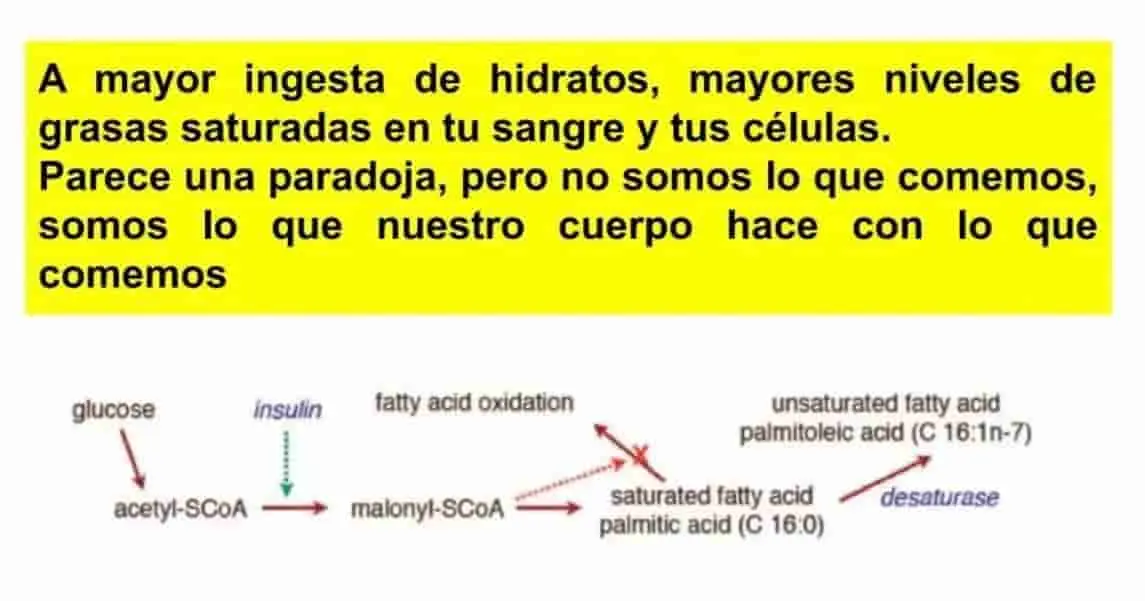 A mayor ingesta de hidratos, mayores niveles de
grasas saturadas en tu sangre y tus células.
Parece una paradoja, pero no somos lo que comemos,
somos lo que nuestro cuerpo hace con lo que
comemos
glucose
insulin
fatty acid oxidation
unsaturated fatty acid
palmitoleic acid (C 16:1n-7)
acetyl-SCoA
malonyl-SCoA
X
saturated fatty acid
palmitic acid (C 16:0)
desaturase